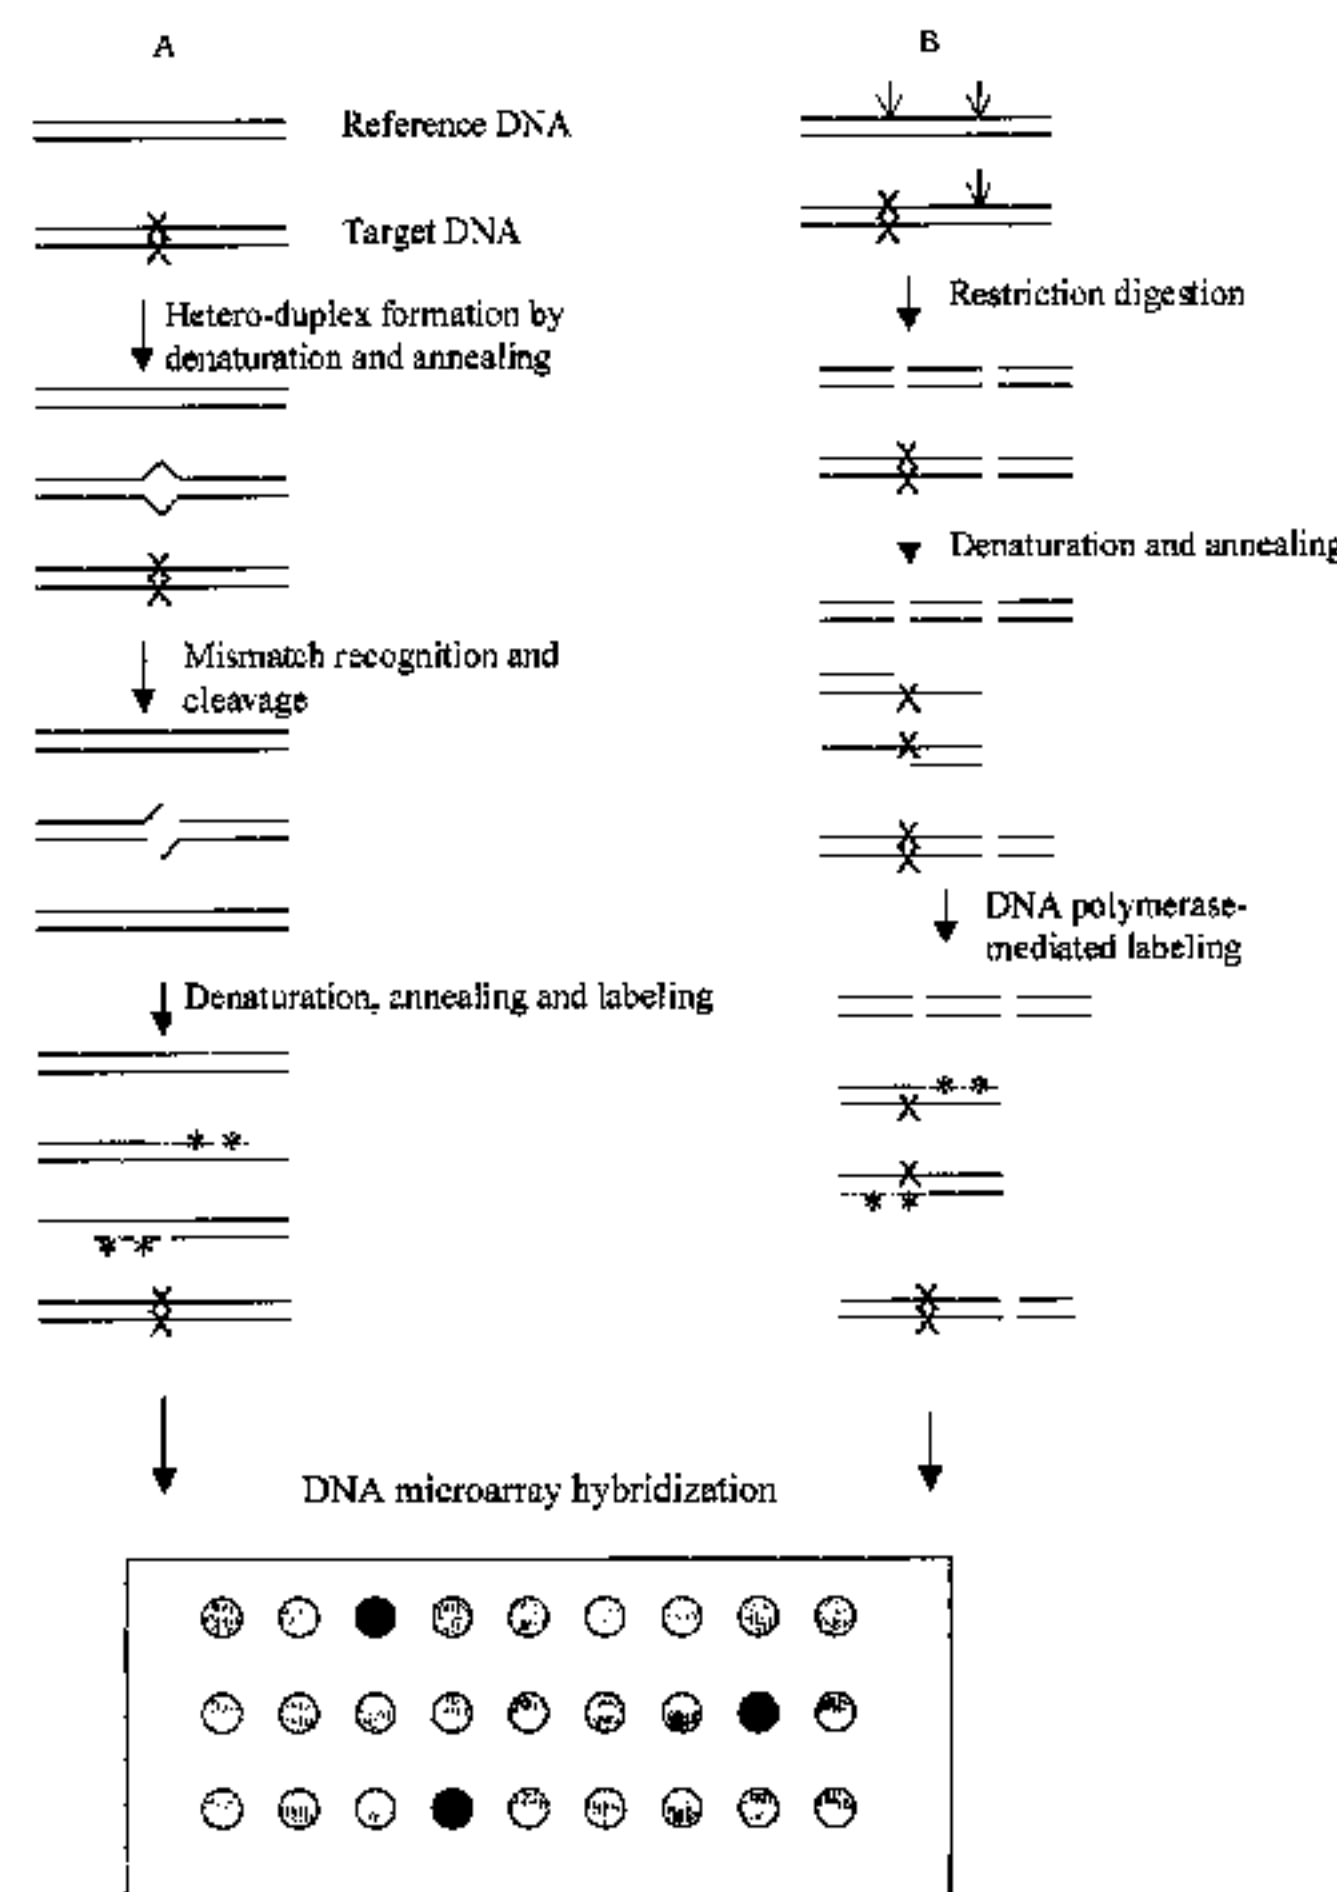 A
Reference DNA
Target DNA
Hetero-duplex formation by
denaturation and annealing
Mismatch recognition and
cleavage
Denaturation, annealing and labeling
B
Restriction digestion
Denaturation and annealing
DNA polymerase-
mediated labeling
DNA microarray hybridization